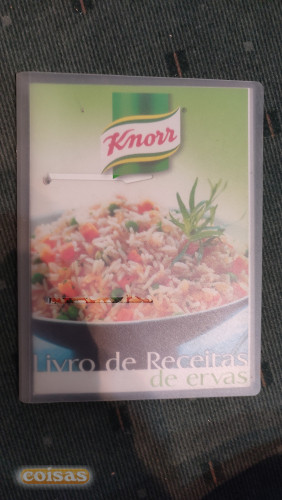 Knorr
Livro de Receitas
de ervas
coisas